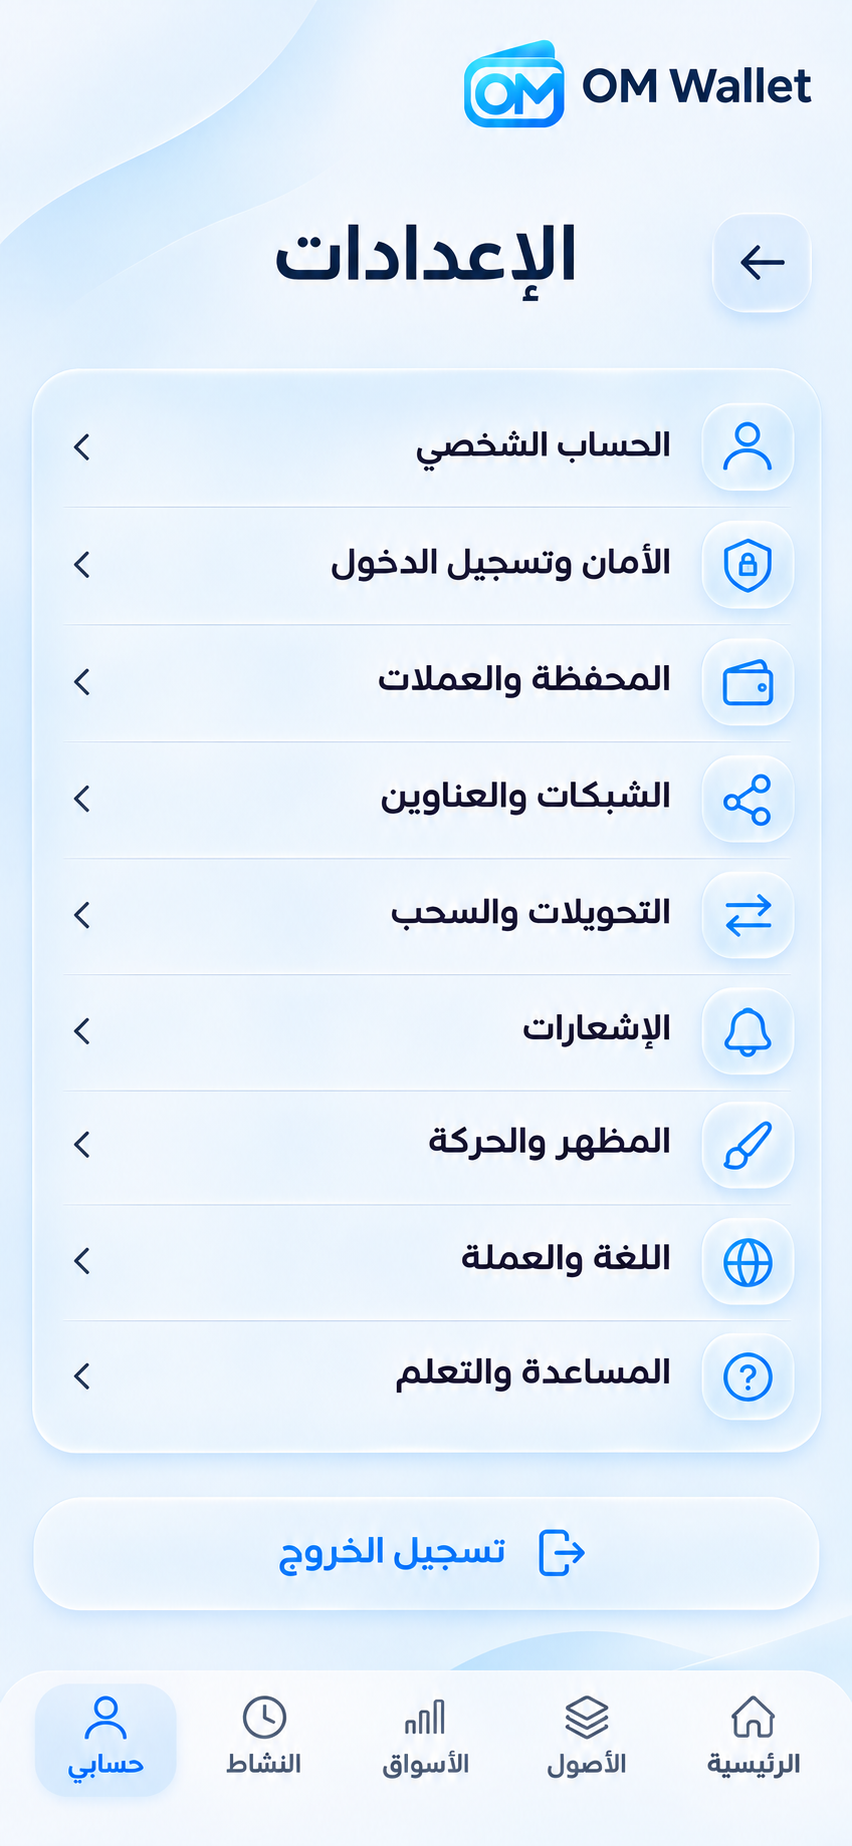 OM OM Wallet
الإعدادات
الحساب الشخصي
الأمان وتسجيل الدخول
المحفظة والعملات
الشبكات والعناوين
التحويلات والسحب
الإشعارات
المظهر والحركة
اللغة والعملة
المساعدة والتعلم
تسجيل الخروج
الرئيسية
الأصول
الأسواق
النشاط
حسابي